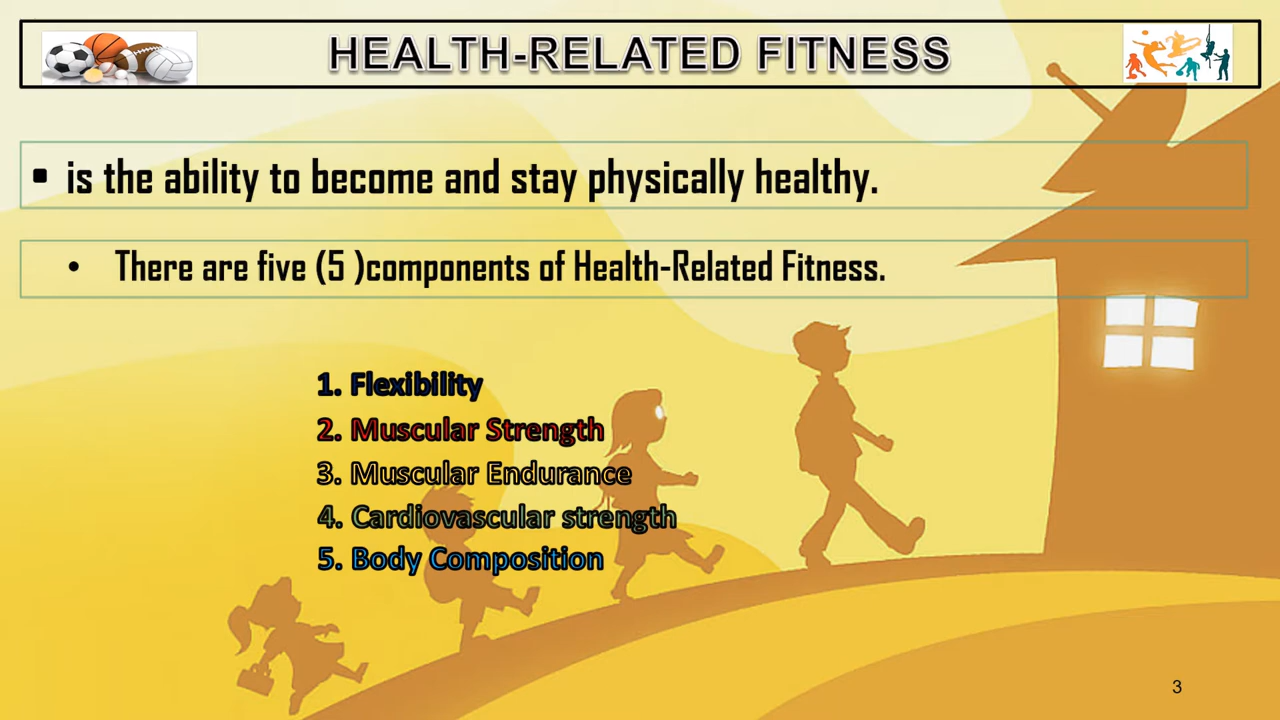 HEALTH-RELATED FITNESS
▪ is the ability to become and stay physically healthy.
• There are five (5 )components of Health-Related Fitness.
1. Flexibility
2. Muscular Strength
3. Muscular Endurance
4. Cardiovascular strength
5. Body Composition
3